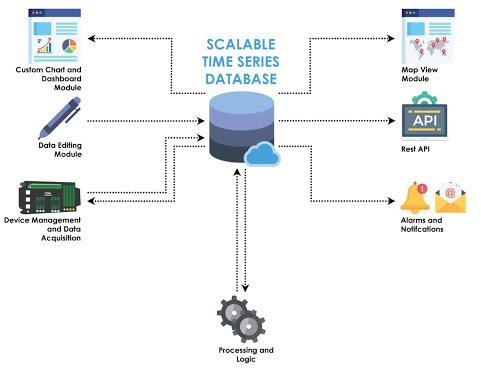 SCALABLE
TIME SERIES
DATABASE
Custom Chart and
Dashboard
Module
Map View
Module
Data Editing
Module
API
Rest API
Device Management
and Data
Acquisition
1
@
Alarms and
Notifcations
Processing and
Logic